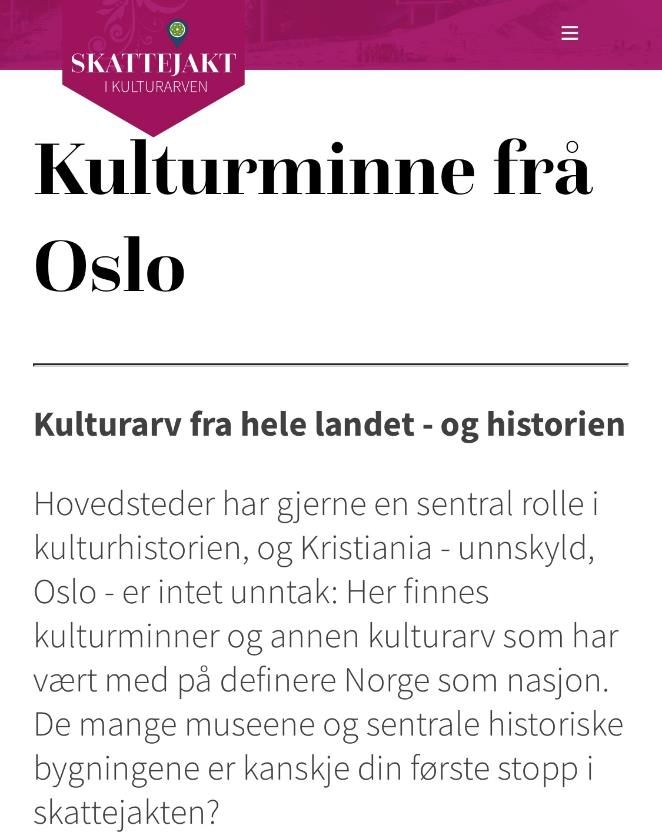 SKATTEJAKT
I KULTURARVEN
Kulturminne frå
Oslo
Kulturarv fra hele landet - og historien
Hovedsteder har gjerne en sentral rolle i
kulturhistorien, og Kristiania - unnskyld,
Oslo - er intet unntak: Her finnes
kulturminner og annen kulturarv som har
vært med på definere Norge som nasjon.
De mange museene og sentrale historiske
bygningene er kanskje din første stopp i
skattejakten?